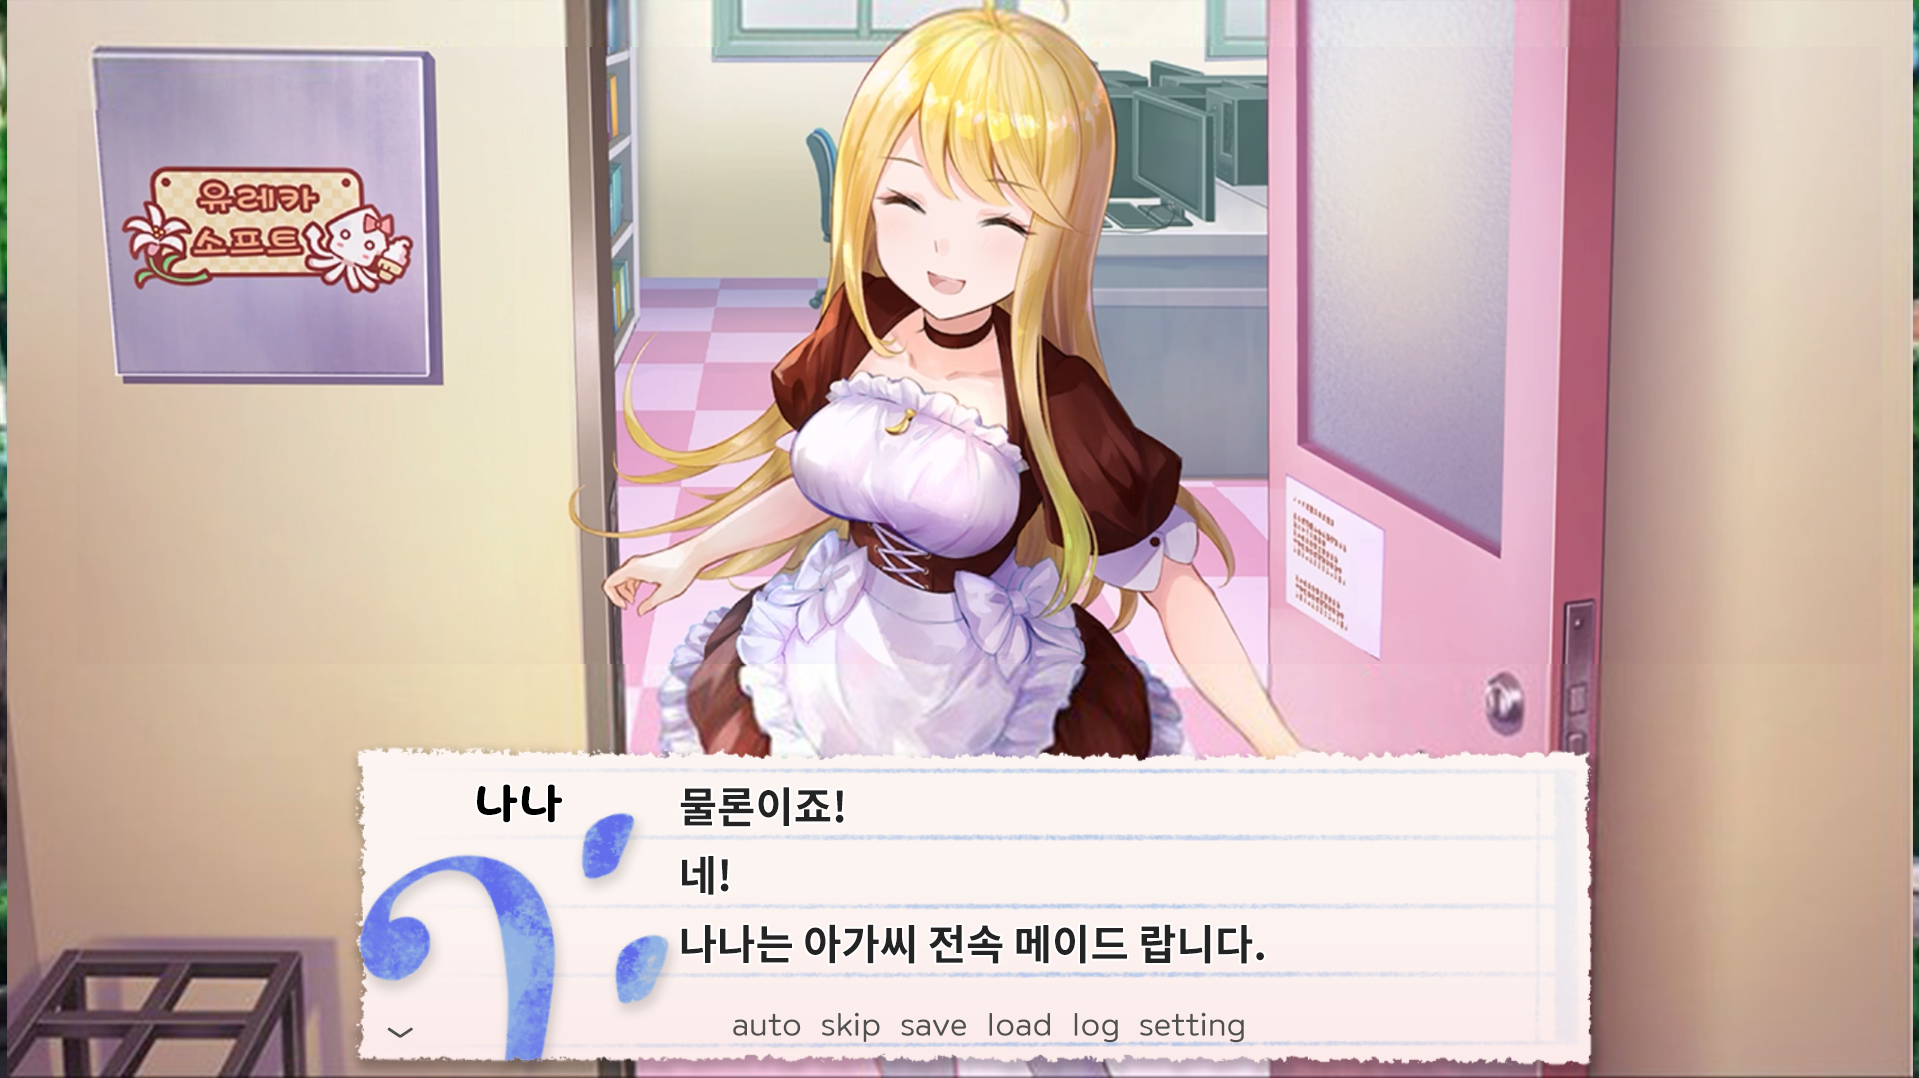 유레카
소프트
나나
물론이죠!
네!
나나는 아가씨 전속 메이드 랍니다.
auto skip save load log setting